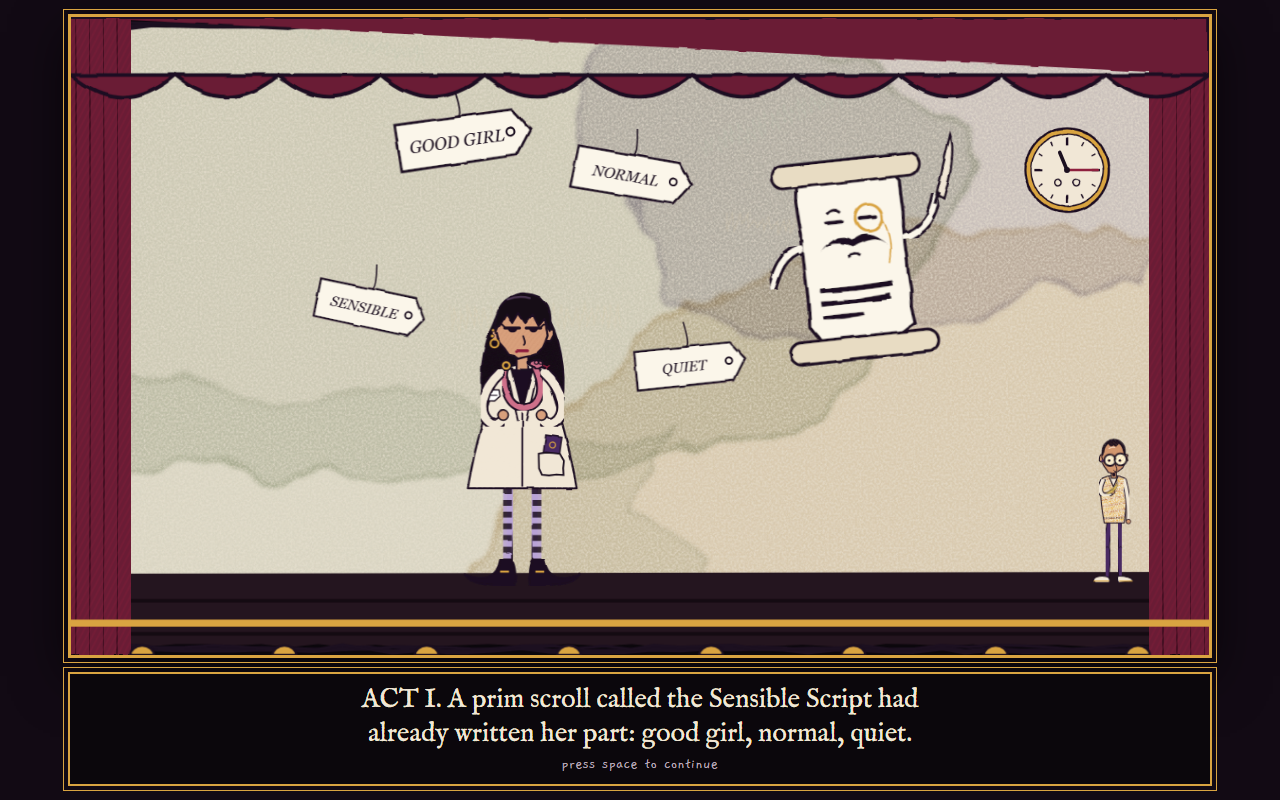 GOOD GIRL
NORMAL
SENSIBLE
QUIET
ACT I. A prim scroll called the Sensible Script had
already written her part: good girl, normal, quiet.
press space to continue